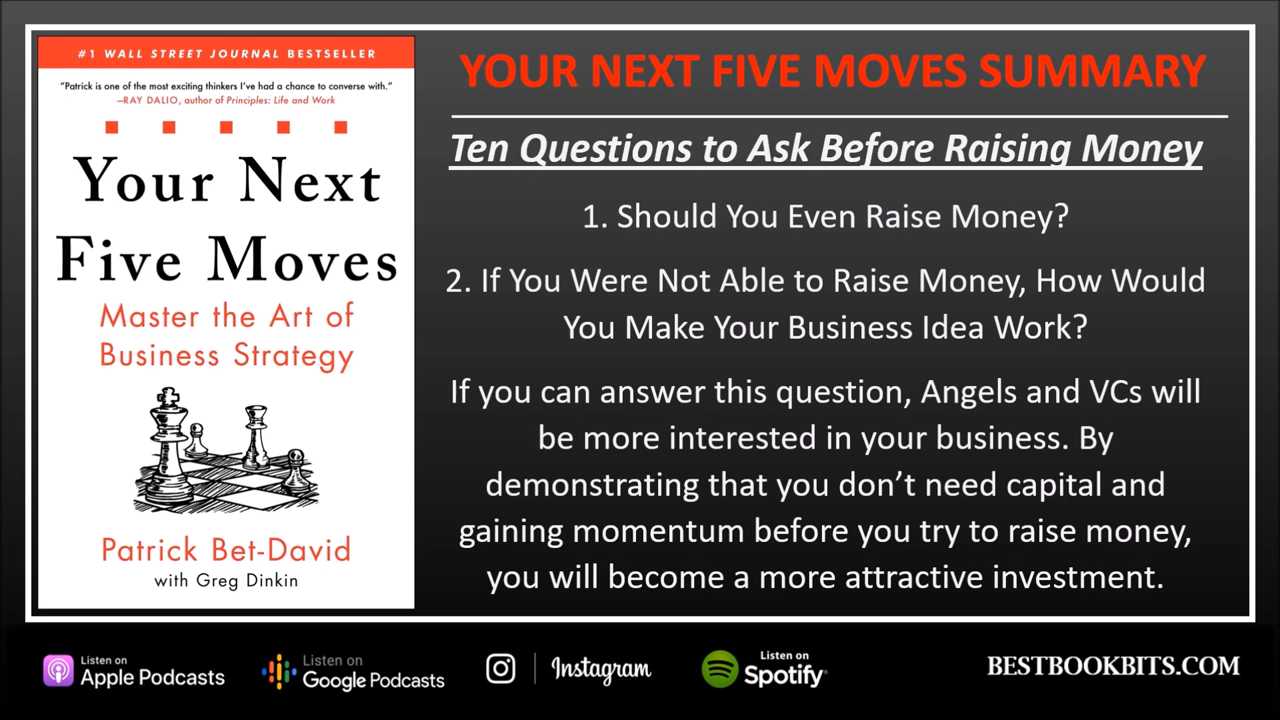 #1 WALL STREET JOURNAL BESTSELLER
“Patrick is one of the most exciting thinkers I’ve had a chance to converse with.”
—RAY DALIO, author of Principles: Life and Work
Your Next
Five Moves
Master the Art of
Business Strategy
Patrick Bet-David
with Greg Dinkin
YOUR NEXT FIVE MOVES SUMMARY
Ten Questions to Ask Before Raising Money
1. Should You Even Raise Money?
2. If You Were Not Able to Raise Money, How Would
You Make Your Business Idea Work?
If you can answer this question, Angels and VCs will
be more interested in your business. By
demonstrating that you don’t need capital and
gaining momentum before you try to raise money,
you will become a more attractive investment.
Listen on
Apple Podcasts
Listen on
Google Podcasts
Instagram
Listen on
Spotify
BESTBOOKBITS.COM